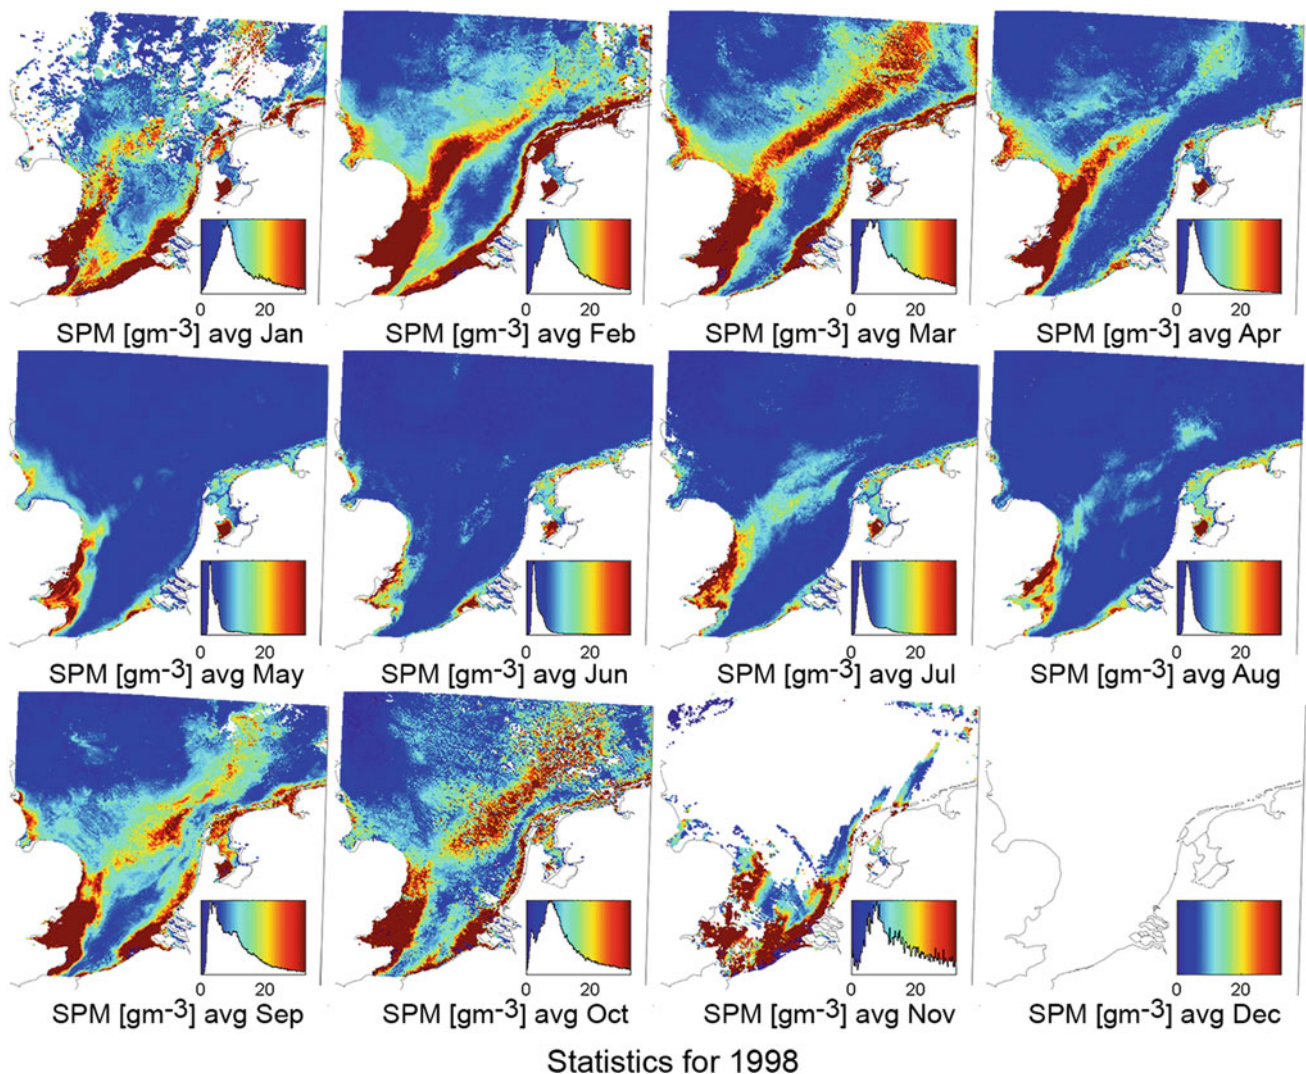 0 20 0 20 0 20 0 20
SPM [gm-3] avg Jan SPM [gm-3] avg Feb SPM [gm-3] avg Mar SPM [gm-3] avg Apr
0 20 0 20 0 20 0 20
SPM [gm-3] avg May SPM [gm-3] avg Jun SPM [gm-3] avg Jul SPM [gm-3] avg Aug
0 20 0 20 0 20 0 20
SPM [gm-3] avg Sep SPM [gm-3] avg Oct SPM [gm-3] avg Nov SPM [gm-3] avg Dec
Statistics for 1998